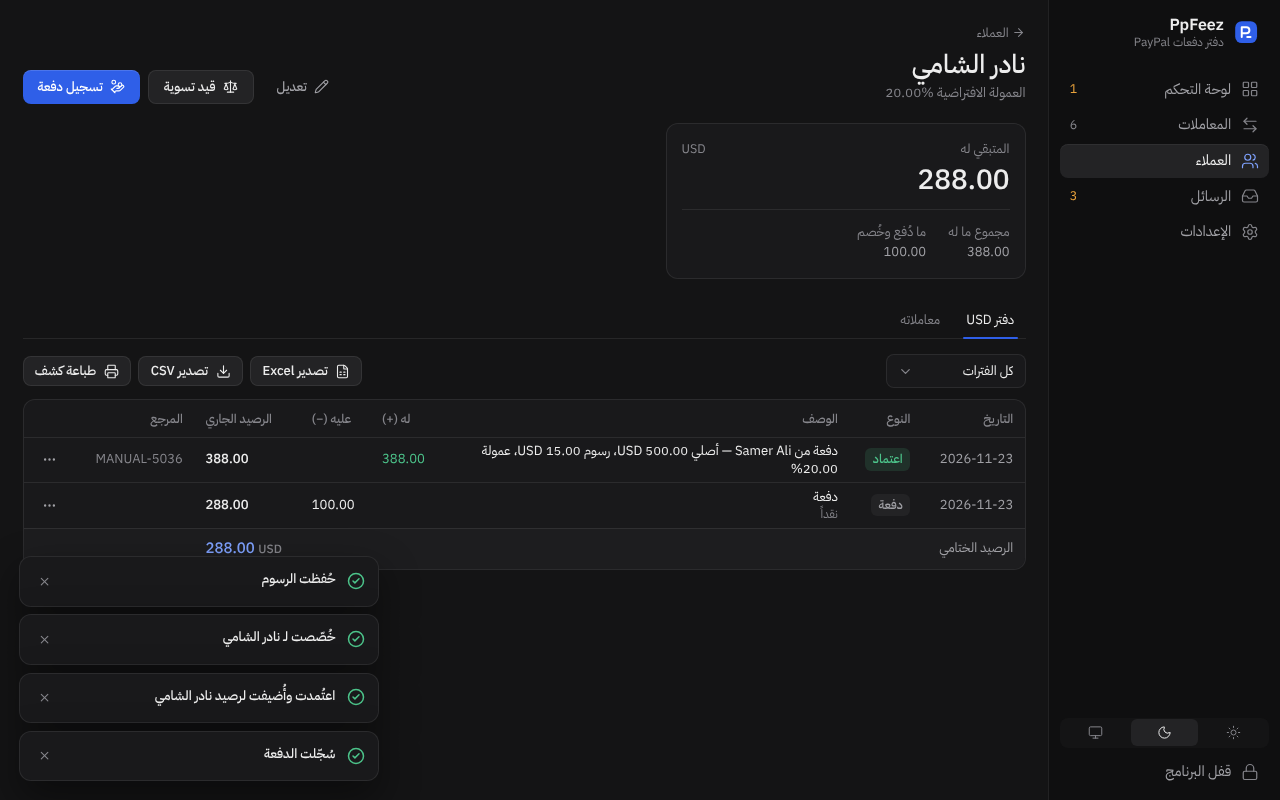 PpFeez
دفتر دفعات PayPal
لوحة التحكم 1
المعاملات 6
العملاء
الرسائل 3
الإعدادات
قفل البرنامج
العملاء
نادر الشامي
العمولة الافتراضية 20.00%
تعديل
قيد تسوية
تسجيل دفعة
المتبقي له USD
288.00
مجموع ما له ما دُفع وخُصم
388.00 100.00
دفتر USD معاملاته
كل الفترات
تصدير Excel
تصدير CSV
طباعة كشف
التاريخ النوع الوصف له (+) عليه (−) الرصيد الجاري المرجع
2026-11-23 اعتماد دفعة من Samer Ali — أصلي 500.00 USD، رسوم 15.00 USD، عمولة 388.00 388.00 MANUAL-5036
20.00%
2026-11-23 دفعة دفعة 100.00 288.00
نقداً
الرصيد الختامي 288.00 USD
حُفظت الرسوم
خُصّصت لـ نادر الشامي
اعتُمدت وأُضيفت لرصيد نادر الشامي
سُجّلت الدفعة